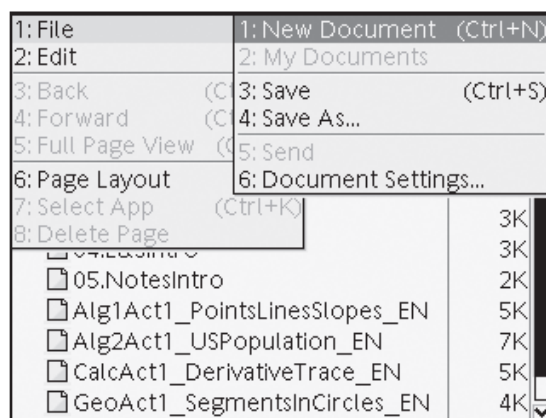 1: File
2: Edit
3: Back
4: Forward
5: Full Page View
6: Page Layout
7: Select App (Ctrl+K)
8: Delete Page
1: New Document (Ctrl+N)
2: My Documents
3: Save (Ctrl+S)
4: Save As...
5: Send
6: Document Settings...
3K
3K
05.NotesIntro 2K
Alg1Act1_PointsLinesSlopes_EN 5K
Alg2Act1_USPopulation_EN 7K
CalcAct1_DerivativeTrace_EN 5K
GeoAct1_SegmentsInCircles_EN 4K